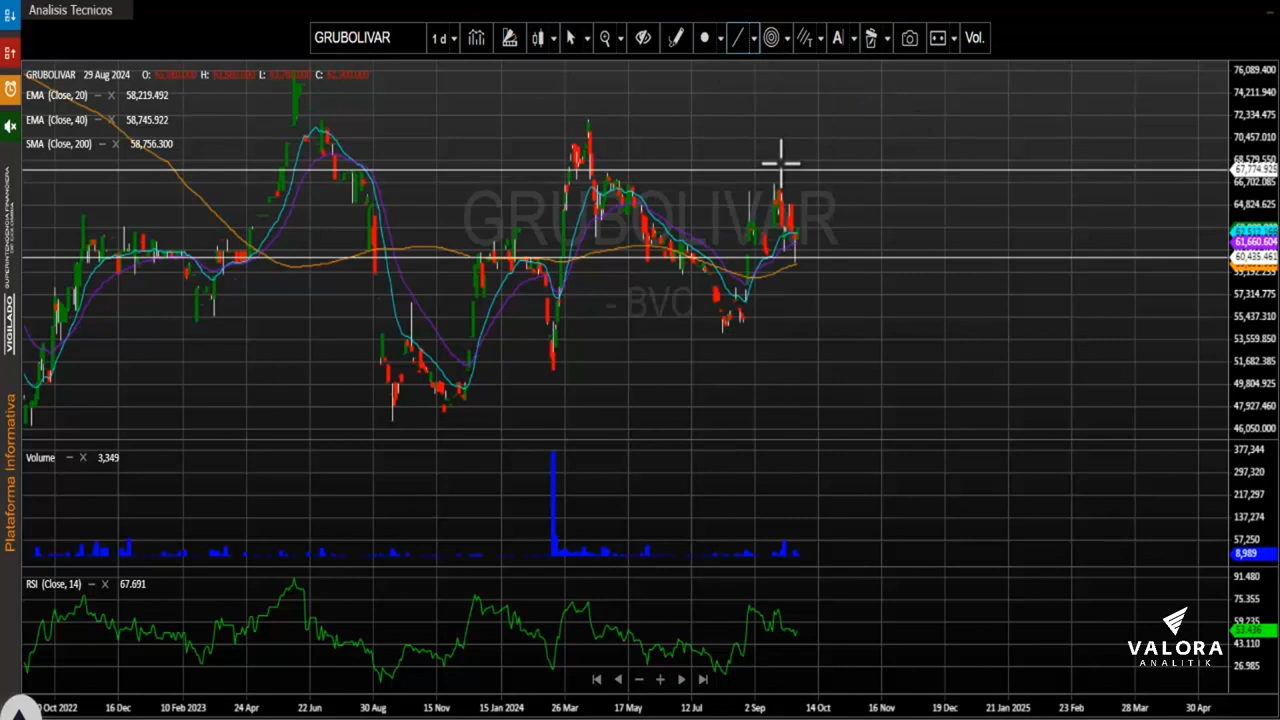 Analisis Tecnicos
GRUBOLIVAR
1 d
Vol.
GRUBOLIVAR 29 Aug 2024 O: H: L: C:
EMA (Close, 20) 58,219.492
EMA (Close, 40) 58,745.922
SMA (Close, 200) 58,756.300
GRUBOLIVAR
- BVC
76,089.400
74,211.940
72,334.475
70,457.010
68,579.550
67,774.925
66,702.085
64,824.625
61,660.604
60,435.461
57,314.775
55,437.310
53,559.850
51,682.385
49,804.925
47,927.460
46,050.000
Volume 3,349
377,344
297,320
217,297
137,274
57,250
8,989
RSI (Close, 14) 67.691
91.480
75.355
59.735
53.436
43.110
26.985
Oct 2022
16 Dec
10 Feb 2023
24 Apr
22 Jun
30 Aug
15 Nov
15 Jan 2024
26 Mar
17 May
12 Jul
2 Sep
14 Oct
16 Nov
19 Dec
21 Jan 2025
23 Feb
28 Mar
30 Apr
VIGILADO SUPERINTENDENCIA FINANCIERA
Plataforma Informativa
VALORA
ANALITIK